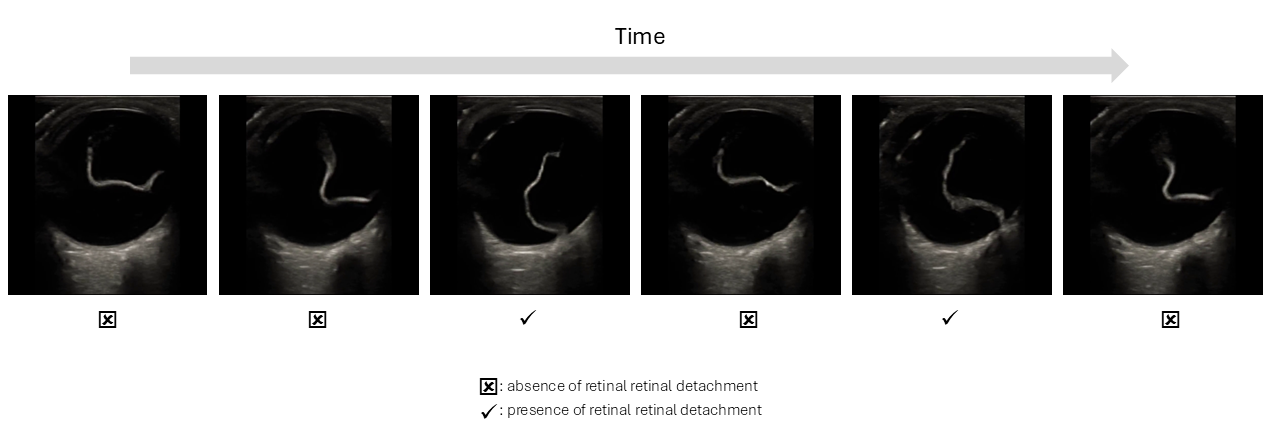 Time
: absence of retinal retinal detachment
: presence of retinal retinal detachment